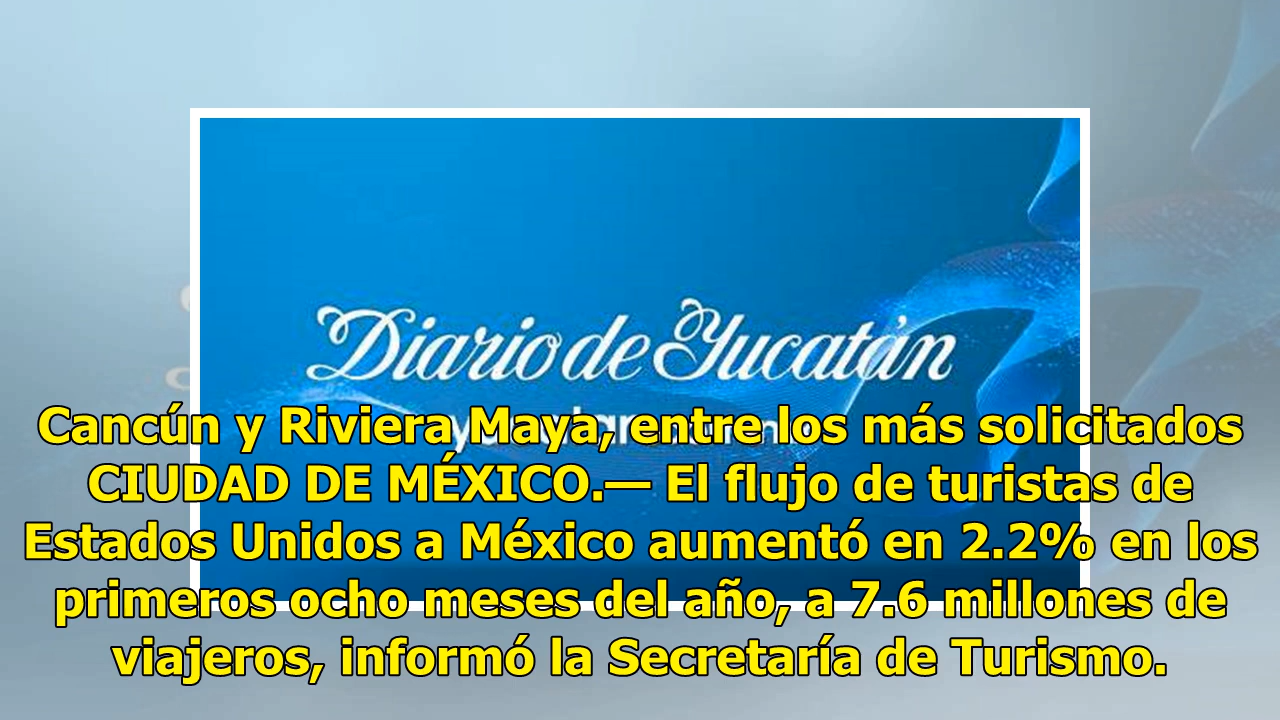 Diario de Yucatán
Cancún y Riviera Maya, entre los más solicitados
CIUDAD DE MÉXICO.— El flujo de turistas de
Estados Unidos a México aumentó en 2.2% en los
primeros ocho meses del año, a 7.6 millones de
viajeros, informó la Secretaría de Turismo.